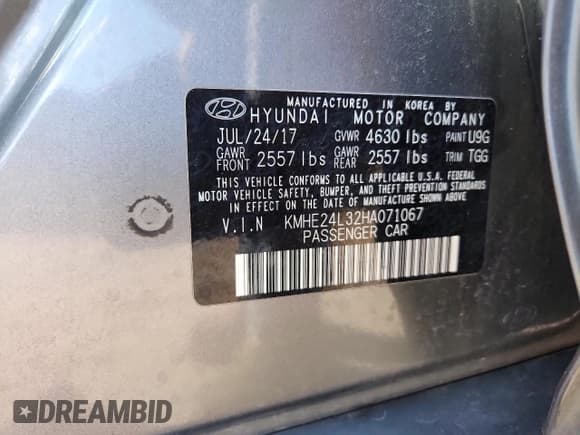 MANUFACTURED IN KOREA BY
HYUNDAI MOTOR COMPANY
JUL/24/17 GVWR 4630 lbs PAINT U9G
GAWR FRONT 2557 lbs GAWR REAR 2557 lbs TRIM TGG
THIS VEHICLE CONFORMS TO ALL APPLICABLE U.S.A. FEDERAL
MOTOR VEHICLE SAFETY, BUMPER, AND THEFT PREVENTION STANDARDS
IN EFFECT ON THE DATE OF MANUFACTURE SHOWN ABOVE.
V.I.N KMHE24L32HA071067
PASSENGER CAR
DREAMBID